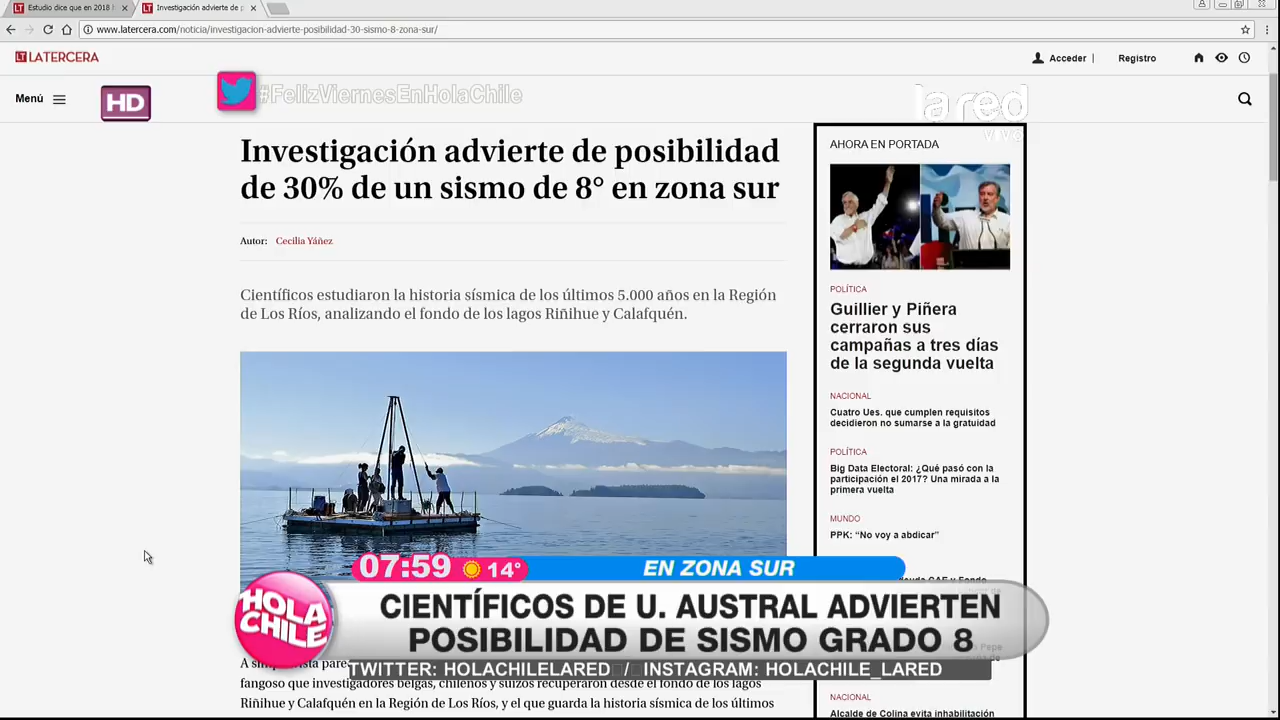 Estudio dice que en 2018
Investigación advierte de p
www.latercera.com/noticia/investigacion-advierte-posibilidad-30-sismo-8-zona-sur/
LT LATERCERA
Acceder |
Registro
Menú
HD
#FelizViernesEnHolaChile
la red
vivo
Investigación advierte de posibilidad
de 30% de un sismo de 8° en zona sur
Autor: Cecilia Yáñez
Científicos estudiaron la historia sísmica de los últimos 5.000 años en la Región
de Los Ríos, analizando el fondo de los lagos Riñihue y Calafquén.
AHORA EN PORTADA
POLÍTICA
Guillier y Piñera
cerraron sus
campañas a tres días
de la segunda vuelta
NACIONAL
Cuatro Ues. que cumplen requisitos
decidieron no sumarse a la gratuidad
POLÍTICA
Big Data Electoral: ¿Qué pasó con la
participación el 2017? Una mirada a la
primera vuelta
MUNDO
PPK: “No voy a abdicar”
07:59 14°
EN ZONA SUR
HOLA
CHILE
CIENTÍFICOS DE U. AUSTRAL ADVIERTEN
POSIBILIDAD DE SISMO GRADO 8
TWITTER: HOLACHILELARED / INSTAGRAM: HOLACHILE_LARED
fangoso que investigadores belgas, chilenos y suizos recuperaron desde el fondo de los lagos
Riñihue y Calafquén en la Región de Los Ríos, y el que guarda la historia sísmica de los últimos
NACIONAL
Alcalde de Colina evita inhabilitación